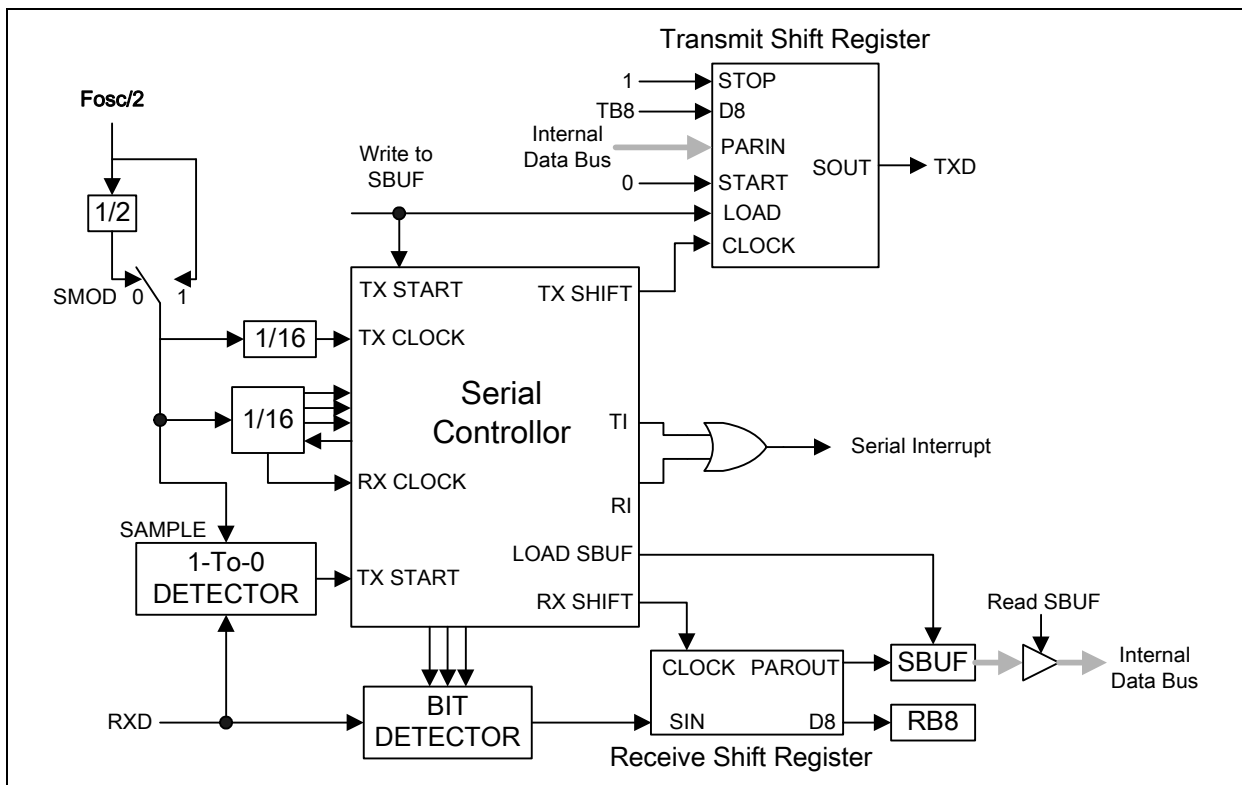 Transmit Shift Register
1
STOP
Fosc/2
TB8
D8
Internal
Data Bus
PARIN
Write to
SBUF
SOUT
TXD
0
START
1/2
LOAD
CLOCK
SMOD
0
1
TX START
TX SHIFT
1/16
TX CLOCK
Serial
Controllor
1/16
TI
Serial Interrupt
RX CLOCK
RI
SAMPLE
1-To-0
DETECTOR
TX START
LOAD SBUF
RX SHIFT
Read SBUF
CLOCK
PAROUT
SBUF
Internal
Data Bus
RXD
BIT
DETECTOR
SIN
D8
RB8
Receive Shift Register